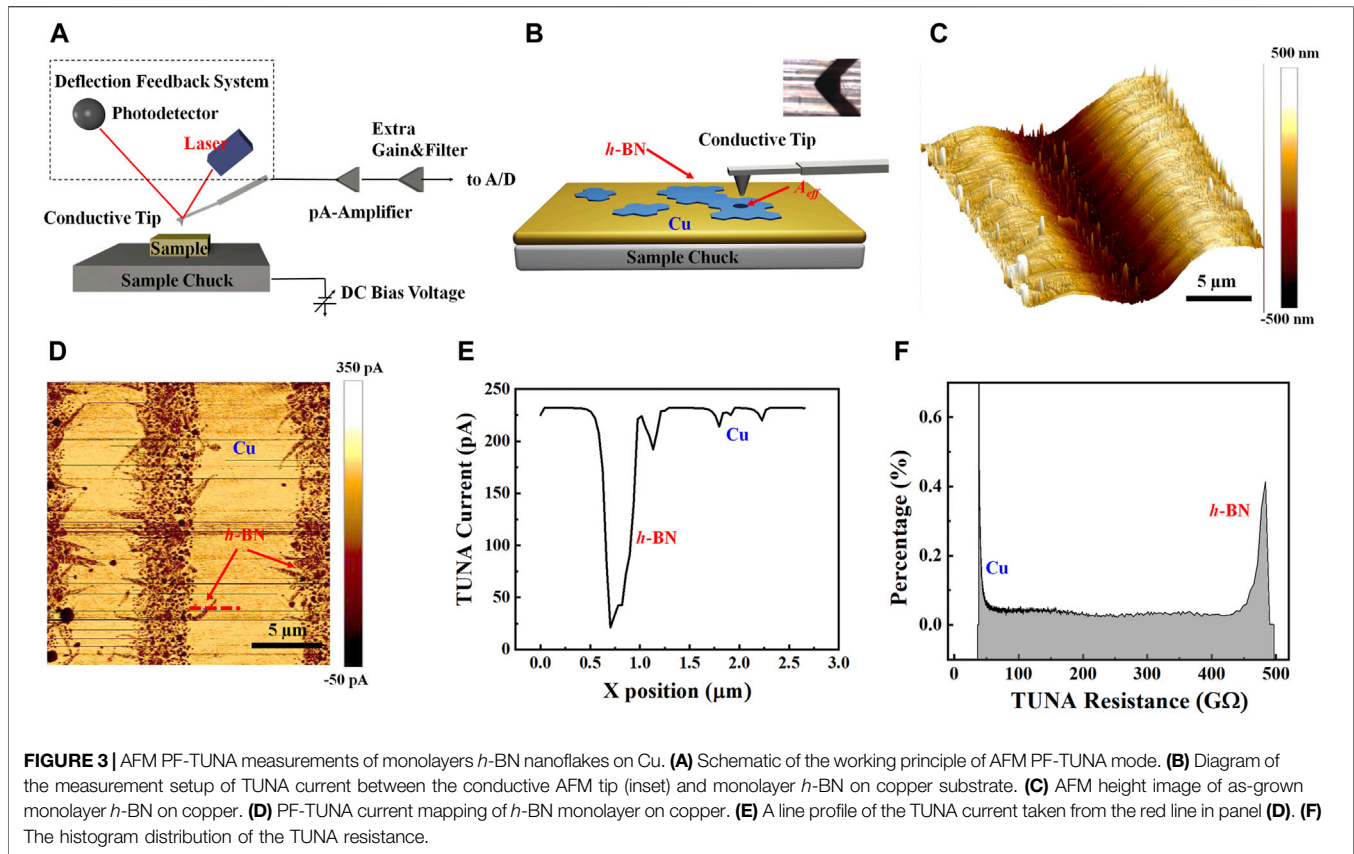 A
Deflection Feedback System
Photodetector
Laser
Extra
Gain&Filter
to A/D
pA-Amplifier
Conductive Tip
Sample
Sample Chuck
DC Bias Voltage
B
Conductive Tip
h-BN
A_eff
Cu
Sample Chuck
C
500 nm
5 μm
-500 nm
D
350 pA
Cu
h-BN
5 μm
-50 pA
E
TUNA Current (pA)
250
200
150
100
50
0
Cu
h-BN
0.0 0.5 1.0 1.5 2.0 2.5 3.0
X position (μm)
F
Percentage (%)
0.6
0.4
0.2
0.0
h-BN
Cu
0 100 200 300 400 500
TUNA Resistance (GΩ)
FIGURE 3 | AFM PF-TUNA measurements of monolayers h-BN nanoflakes on Cu. (A) Schematic of the working principle of AFM PF-TUNA mode. (B) Diagram of
the measurement setup of TUNA current between the conductive AFM tip (inset) and monolayer h-BN on copper substrate. (C) AFM height image of as-grown
monolayer h-BN on copper. (D) PF-TUNA current mapping of h-BN monolayer on copper. (E) A line profile of the TUNA current taken from the red line in panel (D). (F)
The histogram distribution of the TUNA resistance.